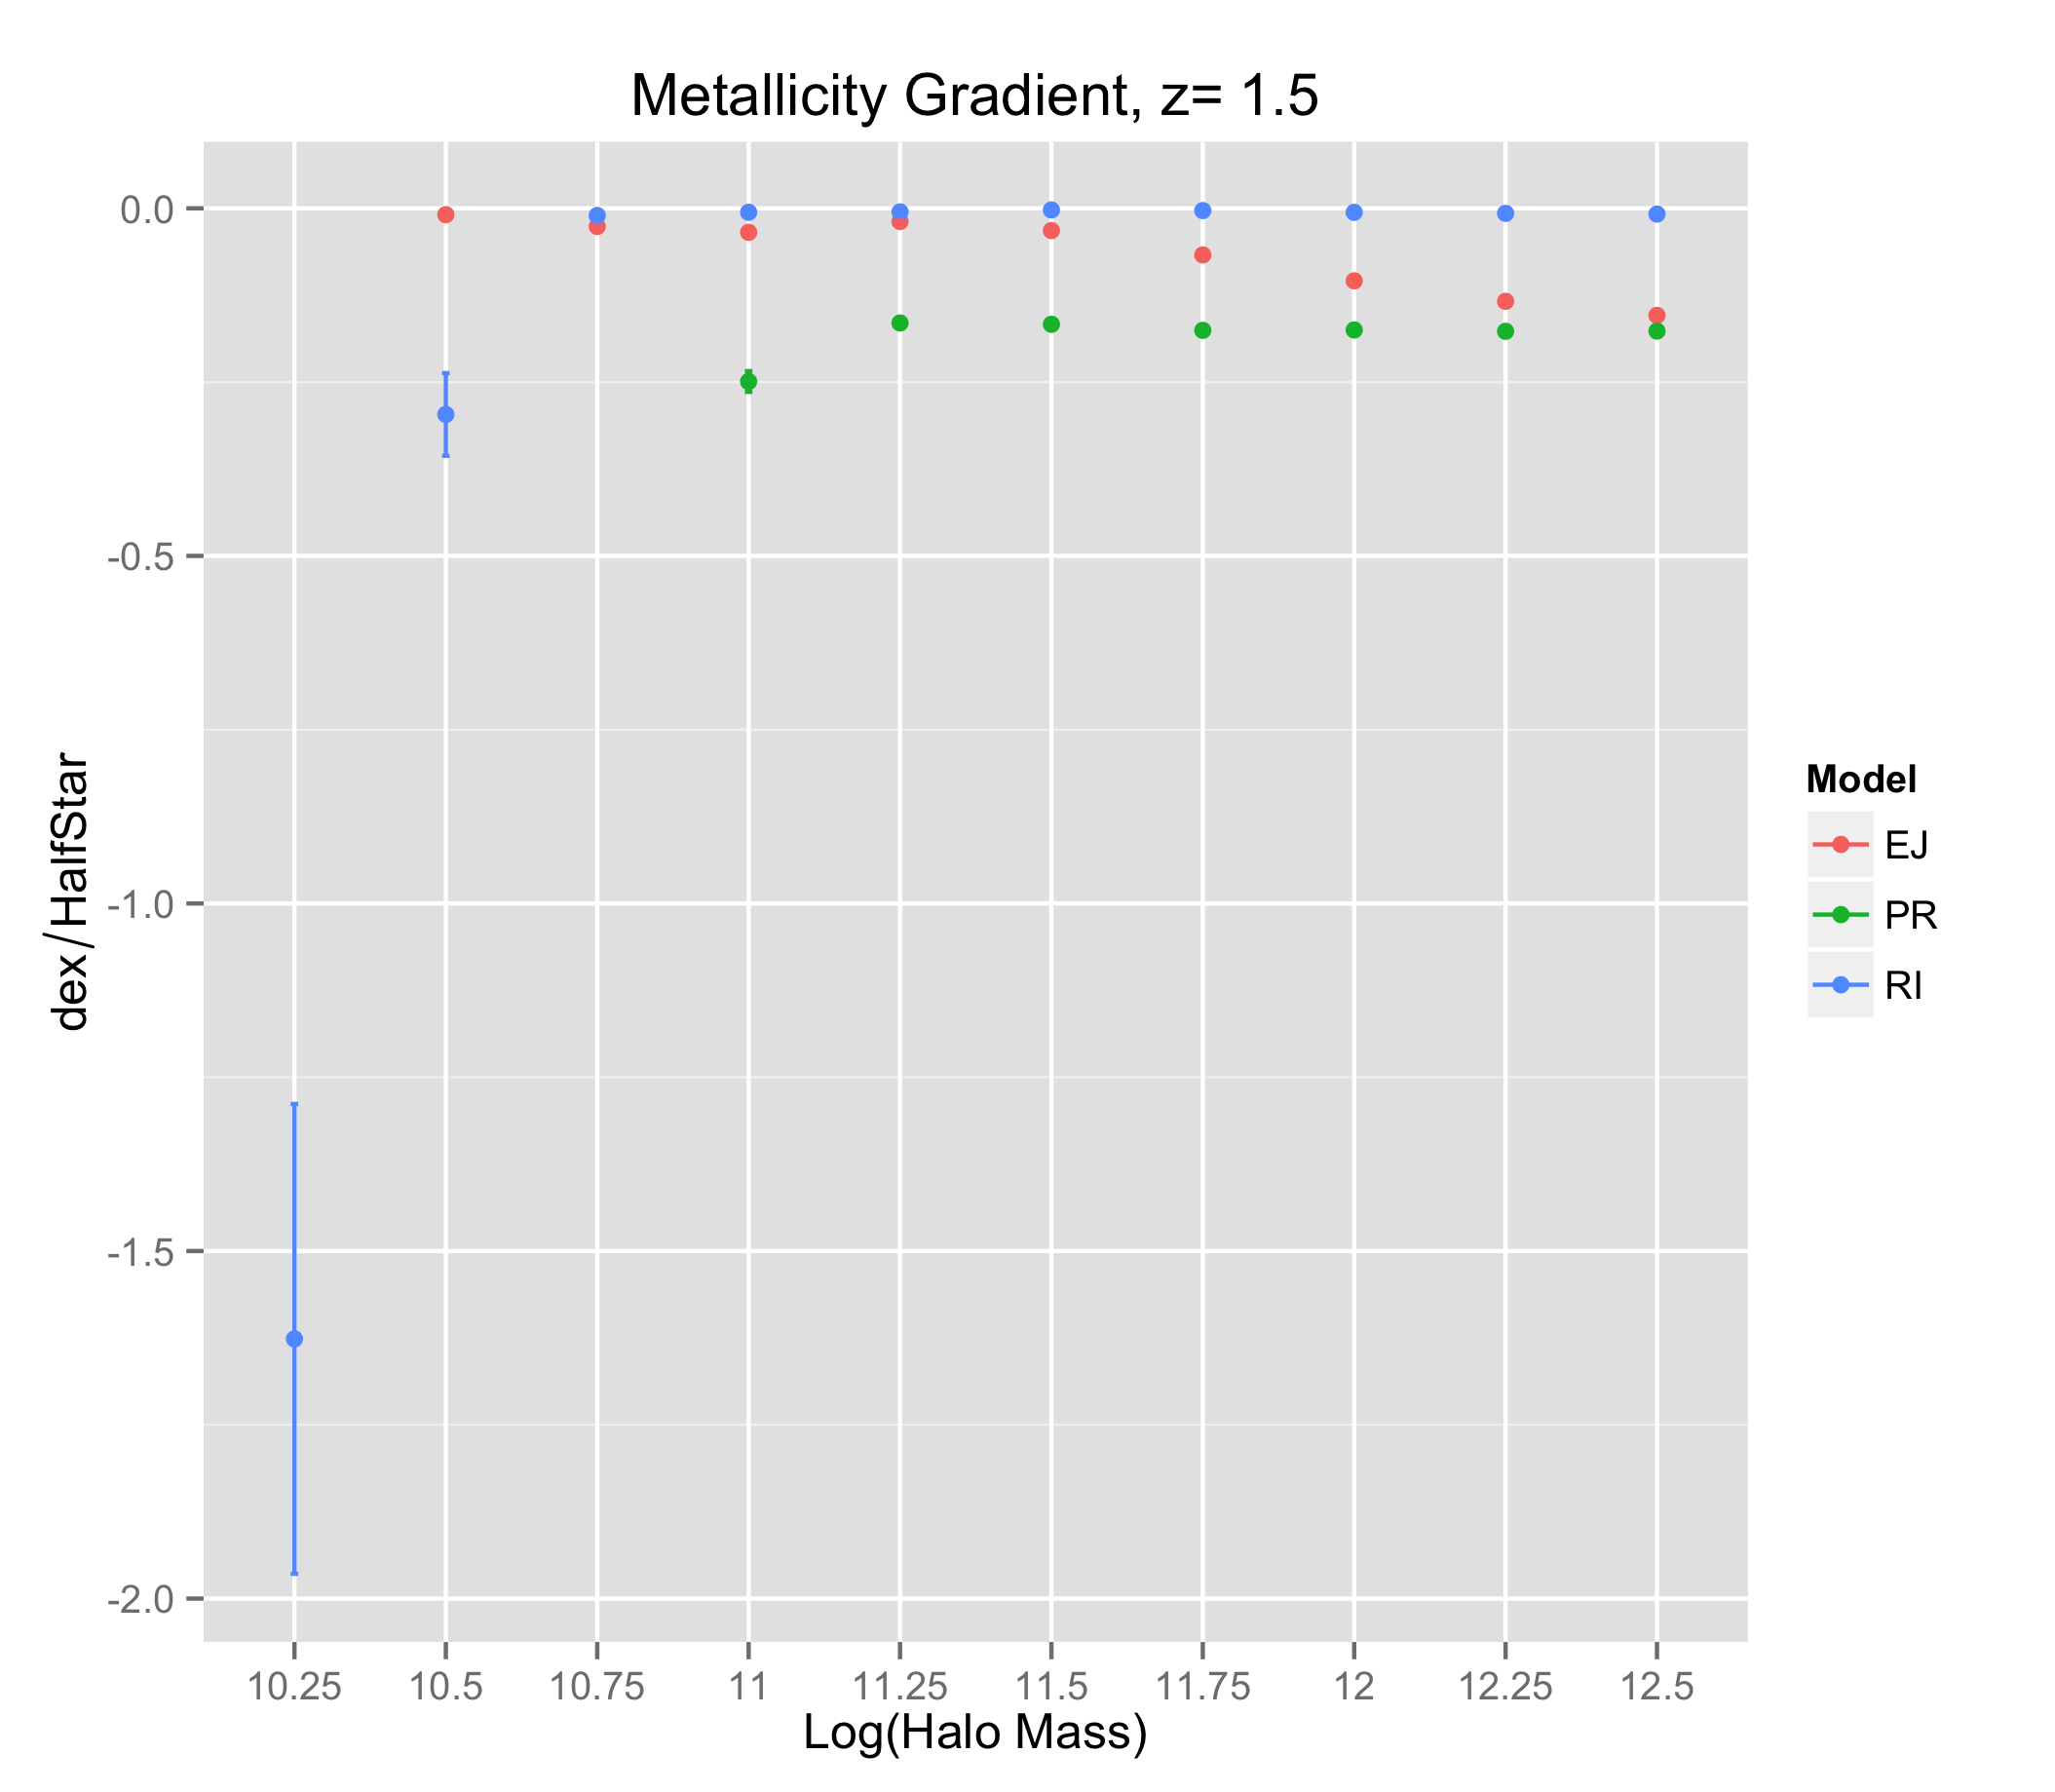 Metallicity Gradient, z= 1.5
0.0
-0.5
-1.0
-1.5
-2.0
dex/HalfStar
10.25 10.5 10.75 11 11.25 11.5 11.75 12 12.25 12.5
Log(Halo Mass)
Model
EJ
PR
RI